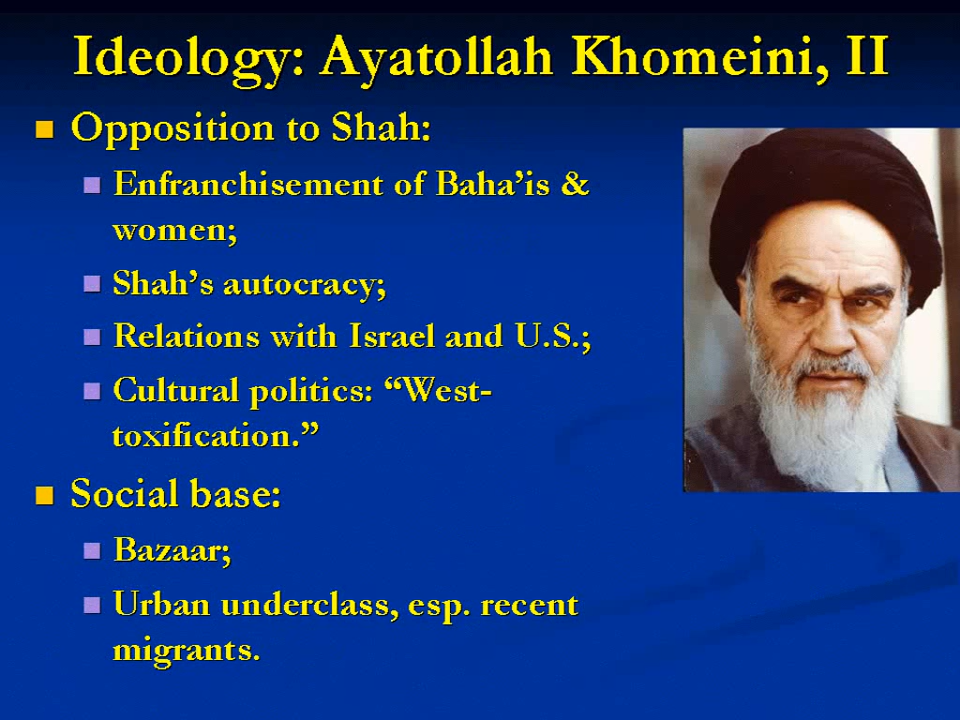 Ideology: Ayatollah Khomeini, II
Opposition to Shah:
Enfranchisement of Baha’is &
women;
Shah’s autocracy;
Relations with Israel and U.S.;
Cultural politics: “West-
toxification.”
Social base:
Bazaar;
Urban underclass, esp. recent
migrants.